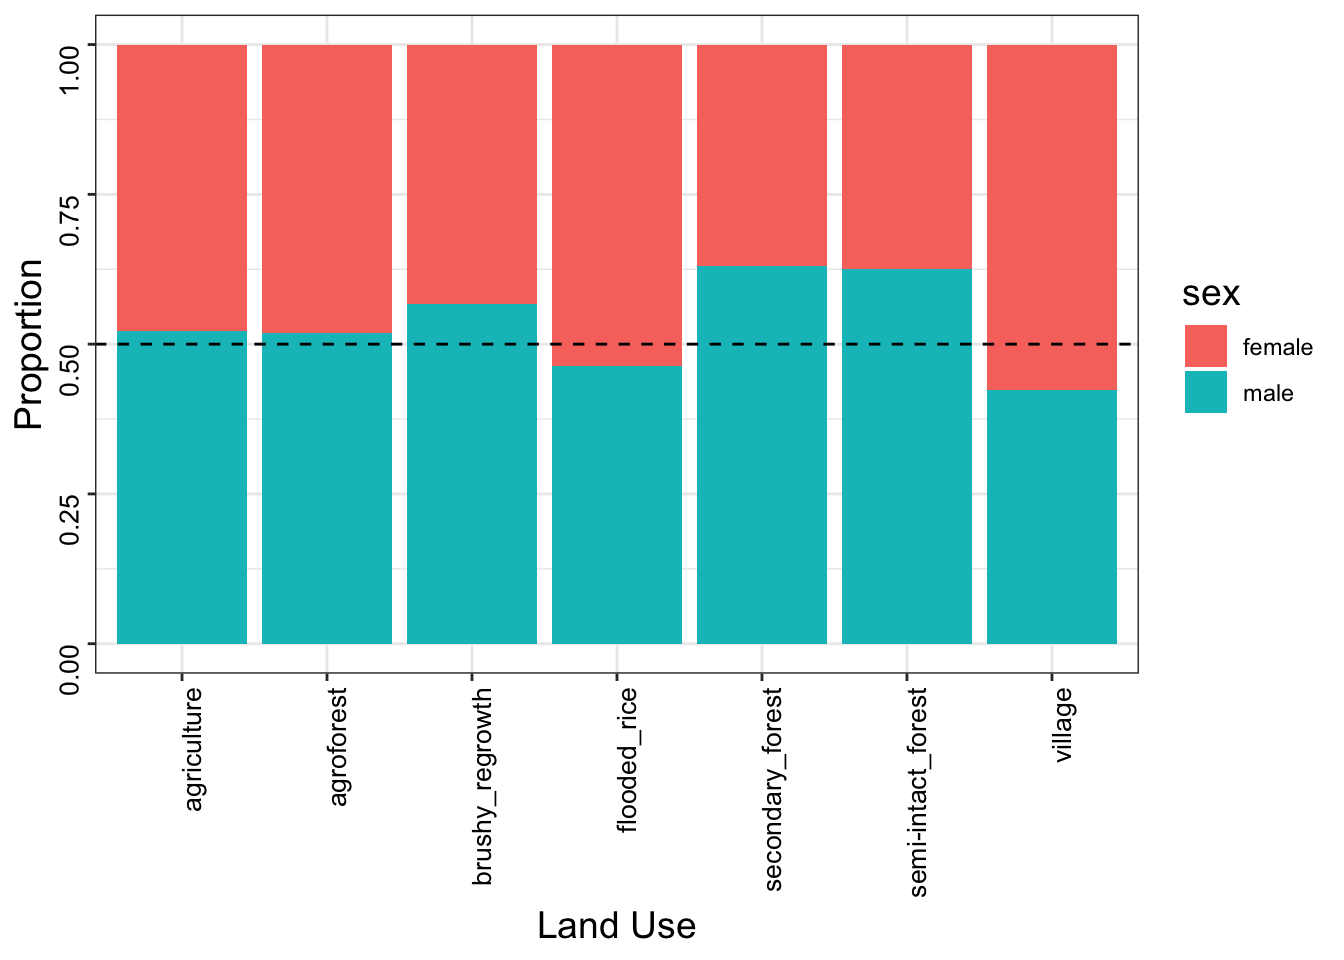 Proportion
1.00
0.75
0.50
0.25
0.00
agriculture
agroforest
brushy_regrowth
flooded_rice
secondary_forest
semi-intact_forest
village
Land Use
sex
female
male